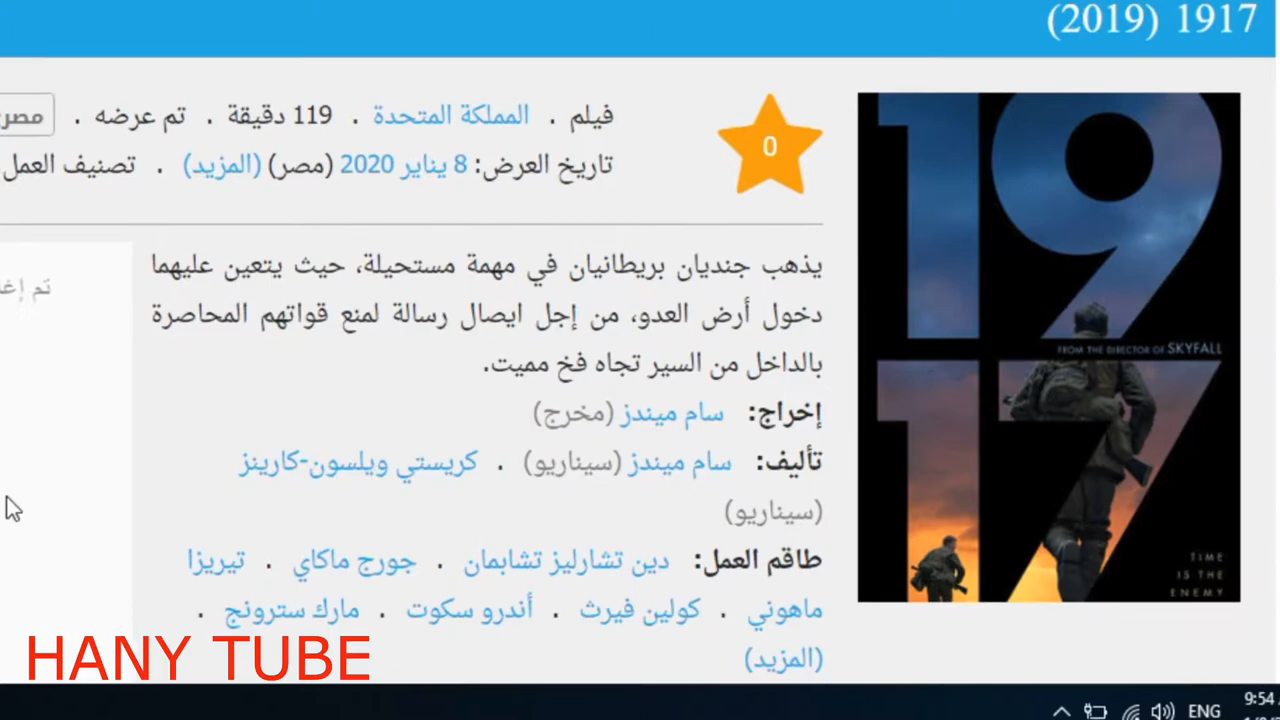 1917 (2019)
فيلم . المملكة المتحدة . 119 دقيقة . تم عرضه .
تاريخ العرض: 8 يناير 2020 (مصر) (المزيد) . تصنيف العمل
0
يذهب جنديان بريطانيان في مهمة مستحيلة، حيث يتعين عليهما
دخول أرض العدو، من إجل ايصال رسالة لمنع قواتهم المحاصرة
بالداخل من السير تجاه فخ مميت.
إخراج: سام ميندز (مخرج)
تأليف: سام ميندز (سيناريو) . كريستي ويلسون-كارينز
(سيناريو)
طاقم العمل: دين تشارليز تشابمان . جورج ماكاي . تيريزا
ماهوني . كولين فيرث . أندرو سكوت . مارك سترونج .
(المزيد)
1917
FROM THE DIRECTOR OF SKYFALL
TIME
IS THE
ENEMY
HANY TUBE
ENG
9:54